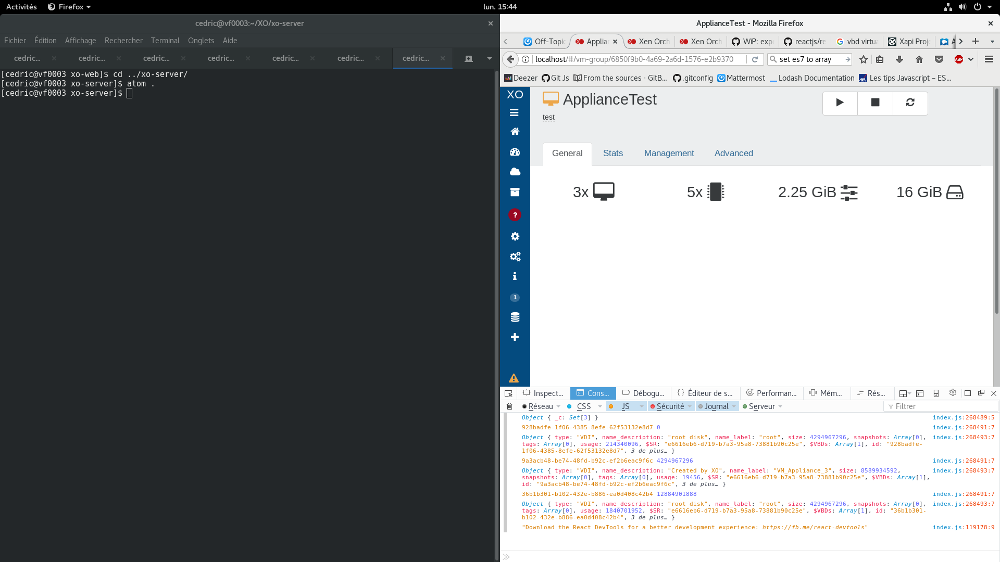 Activités Firefox lun. 15:44
cedric@vf0003:~/XO/xo-server
Fichier Édition Affichage Rechercher Terminal Onglets Aide
cedric... cedric... cedric... cedric... cedric... cedric... cedric...
[cedric@vf0003 xo-web]$ cd ../xo-server/
[cedric@vf0003 xo-server]$ atom .
[cedric@vf0003 xo-server]$
ApplianceTest - Mozilla Firefox
Off-Topic Applian Xen Orch Xen Orch WiP: expo reactjs/re vbd virtua Xapi Proje A
localhost/#/vm-group/6850f9b0-4a69-2a6d-1576-e2b9370 set es7 to array ABP
Deezer Git Js From the sources · GitB... .gitconfig Mattermost Lodash Documentation Les tips Javascript – ES...
XO
ApplianceTest
test
General Stats Management Advanced
3x 5x 2.25 GiB 16 GiB
?
1
Inspect... Cons... Débogu... Éditeur de s... Performan... Mém... Rés...
Réseau CSS JS Sécurité Journal Serveur Filtrer
Object { _c: Set[3] } index.js:268489:5
928badfe-1f06-4385-8efe-62f53132e8d7 0 index.js:268491:7
Object { type: "VDI", name_description: "root disk", name_label: "root", size: 4294967296, snapshots: Array[0], index.js:268493:7
tags: Array[0], usage: 214340096, $SR: "e6616eb6-d719-b7a3-95a8-73881b90c25e", $VBDs: Array[1], id: "928badfe-
1f06-4385-8efe-62f53132e8d7", 3 de plus… }
9a3acb48-be74-48fd-b92c-ef2b6eac9f6c 4294967296 index.js:268491:7
Object { type: "VDI", name_description: "Created by XO", name_label: "VM_Appliance_3", size: 8589934592, index.js:268493:7
snapshots: Array[0], tags: Array[0], usage: 19456, $SR: "e6616eb6-d719-b7a3-95a8-73881b90c25e", $VBDs: Array[1],
id: "9a3acb48-be74-48fd-b92c-ef2b6eac9f6c", 3 de plus… }
36b1b301-b102-432e-b886-ea0d408c42b4 12884901888 index.js:268491:7
Object { type: "VDI", name_description: "root disk", name_label: "root", size: 4294967296, snapshots: Array[0], index.js:268493:7
tags: Array[0], usage: 1840701952, $SR: "e6616eb6-d719-b7a3-95a8-73881b90c25e", $VBDs: Array[1], id: "36b1b301-
b102-432e-b886-ea0d408c42b4", 3 de plus… }
"Download the React DevTools for a better development experience: https://fb.me/react-devtools" index.js:119178:9